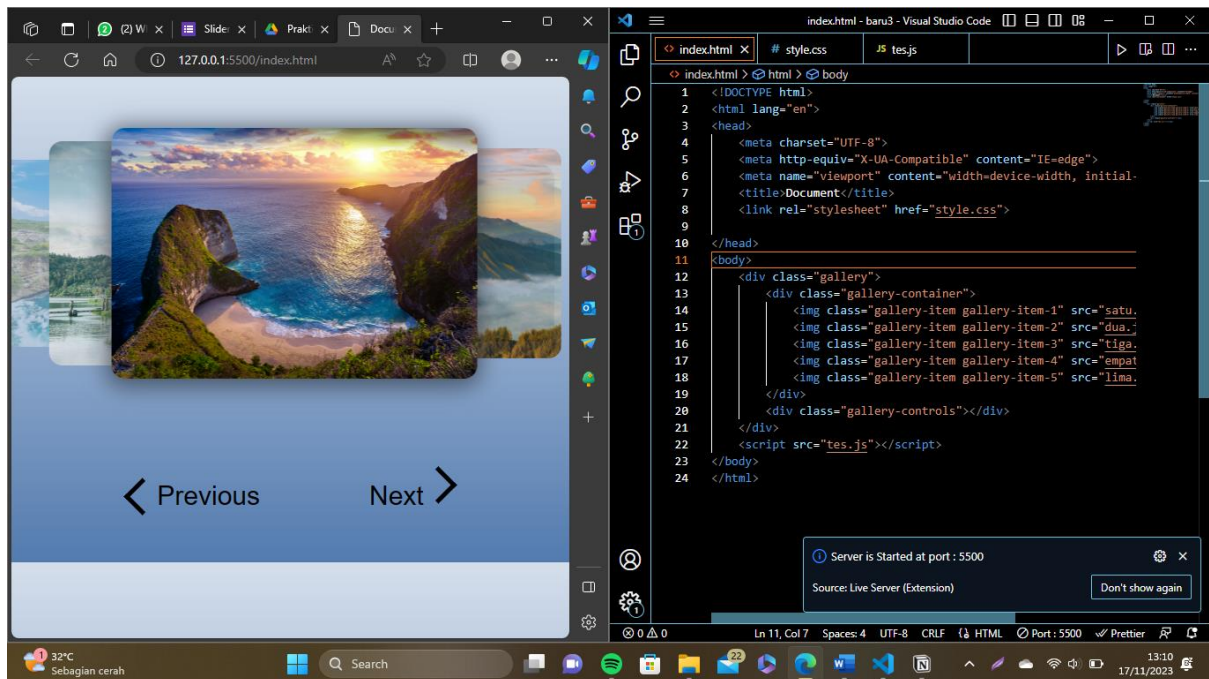 (2) W
Slider
Prakti
Docu
127.0.0.1:5500/index.html
Previous
Next
index.html - baru3 - Visual Studio Code
index.html
style.css
JS tes.js
index.html > html > body
1 <!DOCTYPE html>
2 <html lang="en">
3 <head>
4 <meta charset="UTF-8">
5 <meta http-equiv="X-UA-Compatible" content="IE=edge">
6 <meta name="viewport" content="width=device-width, initial-
7 <title>Document</title>
8 <link rel="stylesheet" href="style.css">
9
10 </head>
11 <body>
12 <div class="gallery">
13 <div class="gallery-container">
14 <img class="gallery-item gallery-item-1" src="satu.
15 <img class="gallery-item gallery-item-2" src="dua.j
16 <img class="gallery-item gallery-item-3" src="tiga.
17 <img class="gallery-item gallery-item-4" src="empat
18 <img class="gallery-item gallery-item-5" src="lima.
19 </div>
20 <div class="gallery-controls"></div>
21 </div>
22 <script src="tes.js"></script>
23 </body>
24 </html>
Server is Started at port : 5500
Source: Live Server (Extension)
Don't show again
0 0 Ln 11, Col 7 Spaces: 4 UTF-8 CRLF HTML Port : 5500 Prettier
1
32°C
Sebagian cerah
Search
22
13:10
17/11/2023